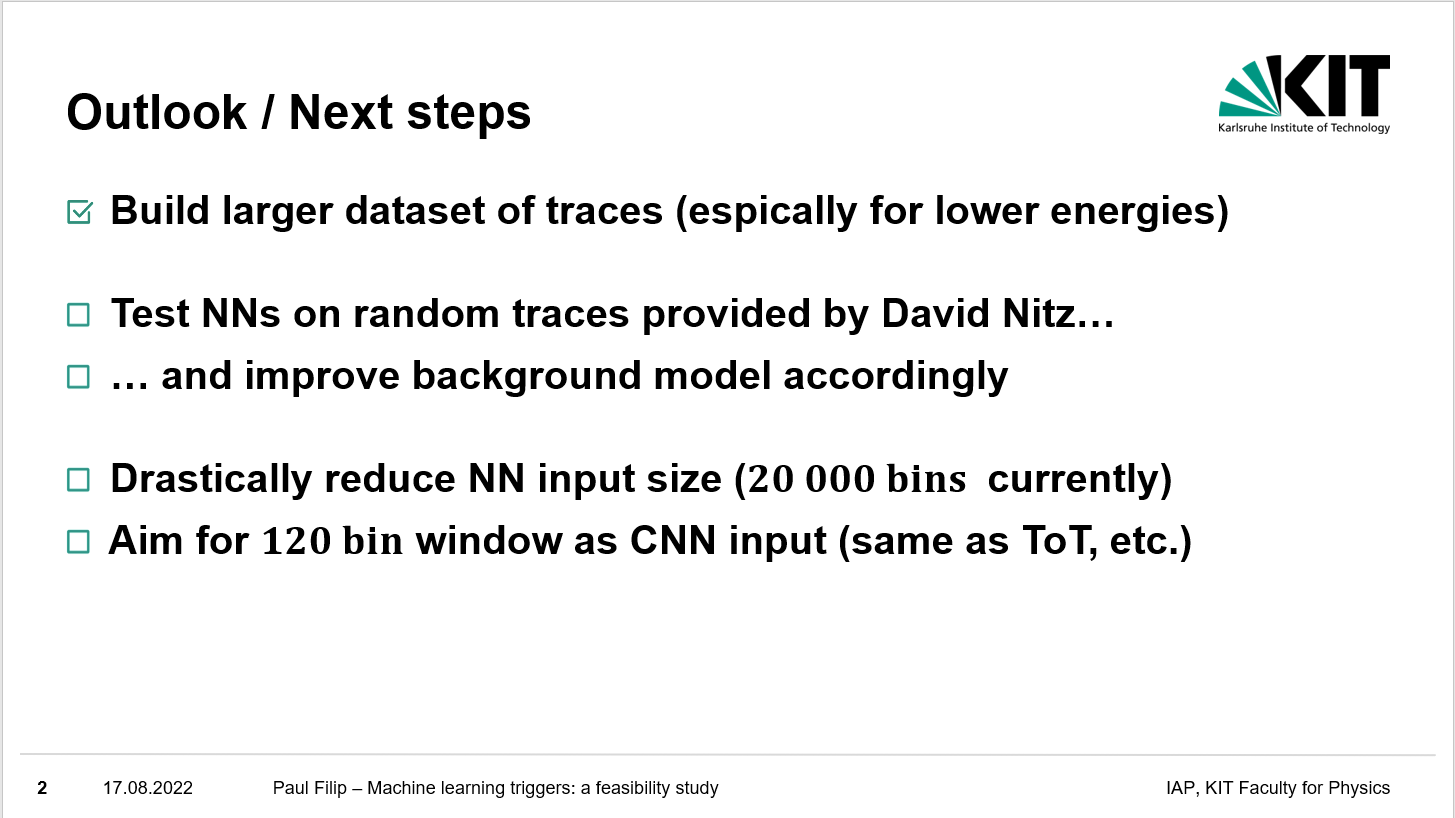 KIT
Karlsruhe Institute of Technology
Outlook / Next steps
Build larger dataset of traces (espically for lower energies)
Test NNs on random traces provided by David Nitz…
… and improve background model accordingly
Drastically reduce NN input size (20 000 bins currently)
Aim for 120 bin window as CNN input (same as ToT, etc.)
2 17.08.2022 Paul Filip – Machine learning triggers: a feasibility study IAP, KIT Faculty for Physics